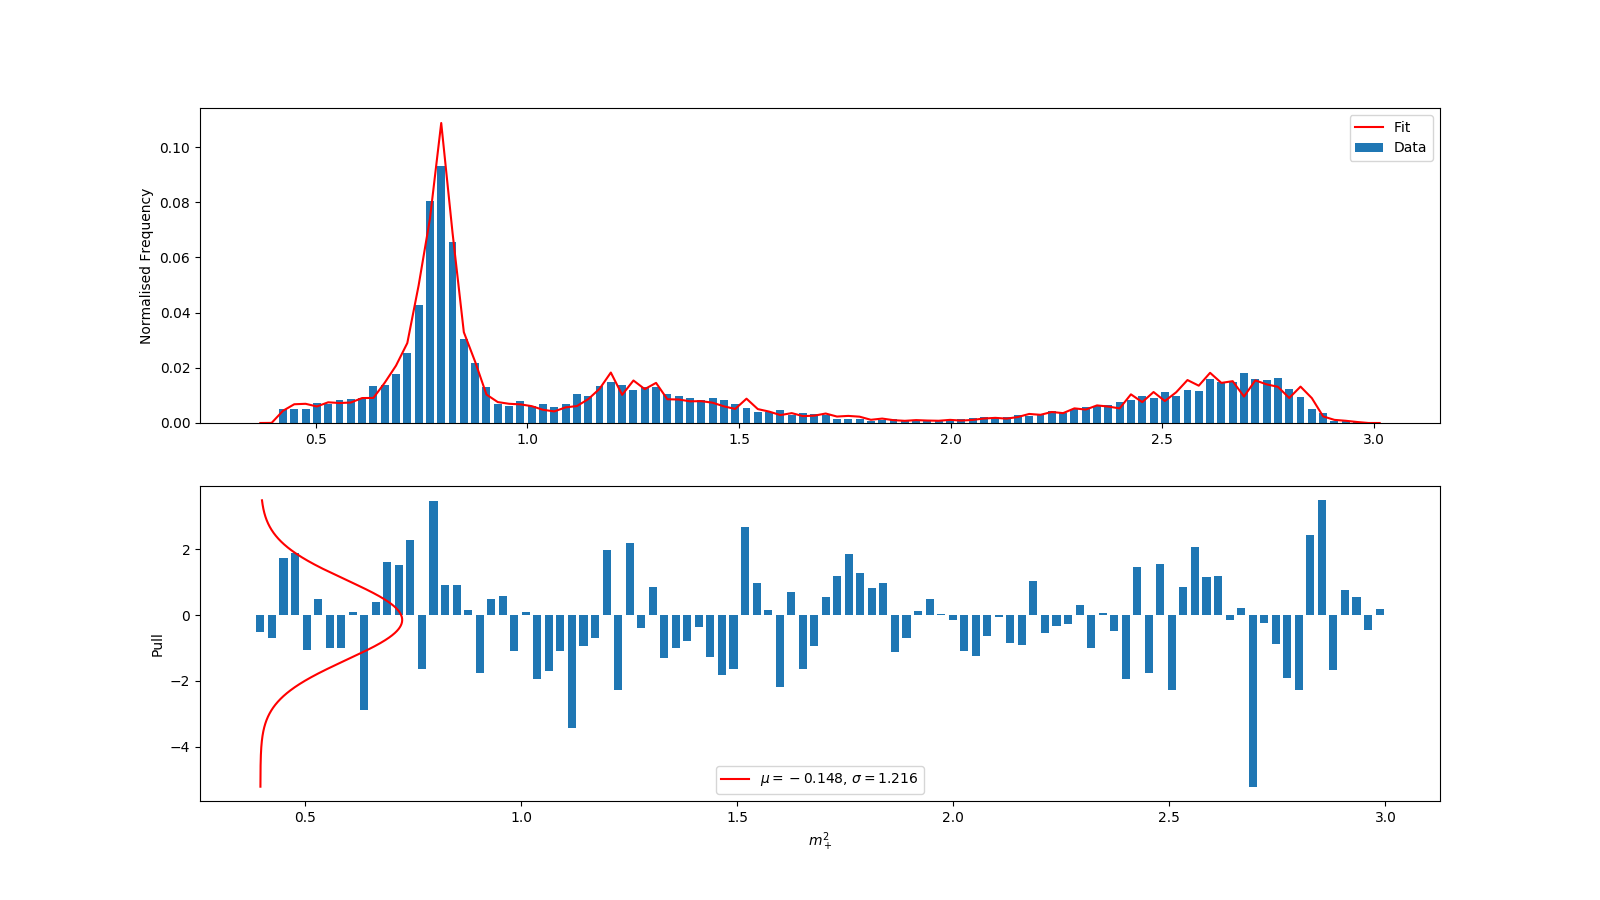 Fit
Data
Normalised Frequency
0.10
0.08
0.06
0.04
0.02
0.00
0.5 1.0 1.5 2.0 2.5 3.0
Pull
2
0
−2
−4
μ = −0.148, σ = 1.216
0.5 1.0 1.5 2.0 2.5 3.0
m²₊